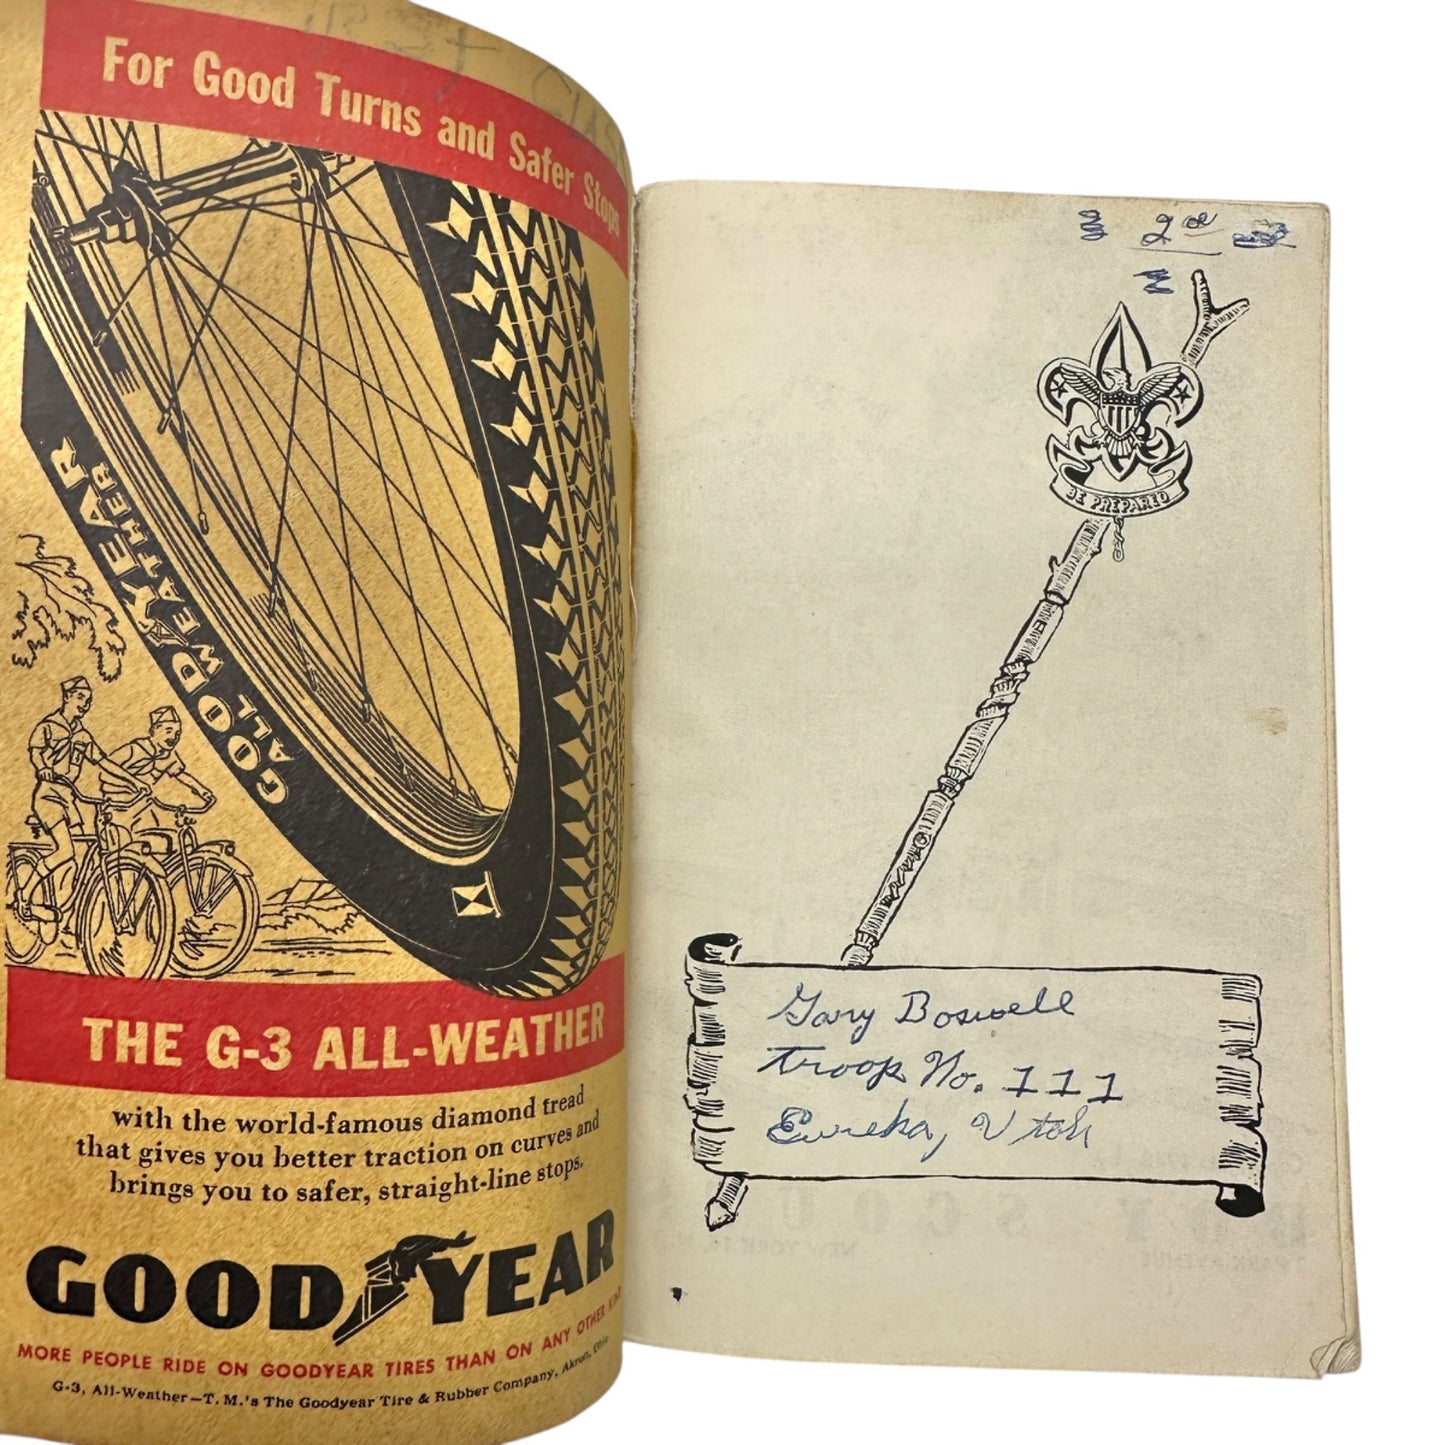 For Good Turns and Safer Stops
GOODYEAR
ALL WEATHER
THE G-3 ALL-WEATHER
with the world-famous diamond tread
that gives you better traction on curves and
brings you to safer, straight-line stops.
GOODYEAR
MORE PEOPLE RIDE ON GOODYEAR TIRES THAN ON ANY OTHER KIND
G-3, All-Weather—T. M.'s The Goodyear Tire & Rubber Company, Akron, Ohio
BE PREPARED
Gary Boswell
Troop No. 111
Eureka, Utah